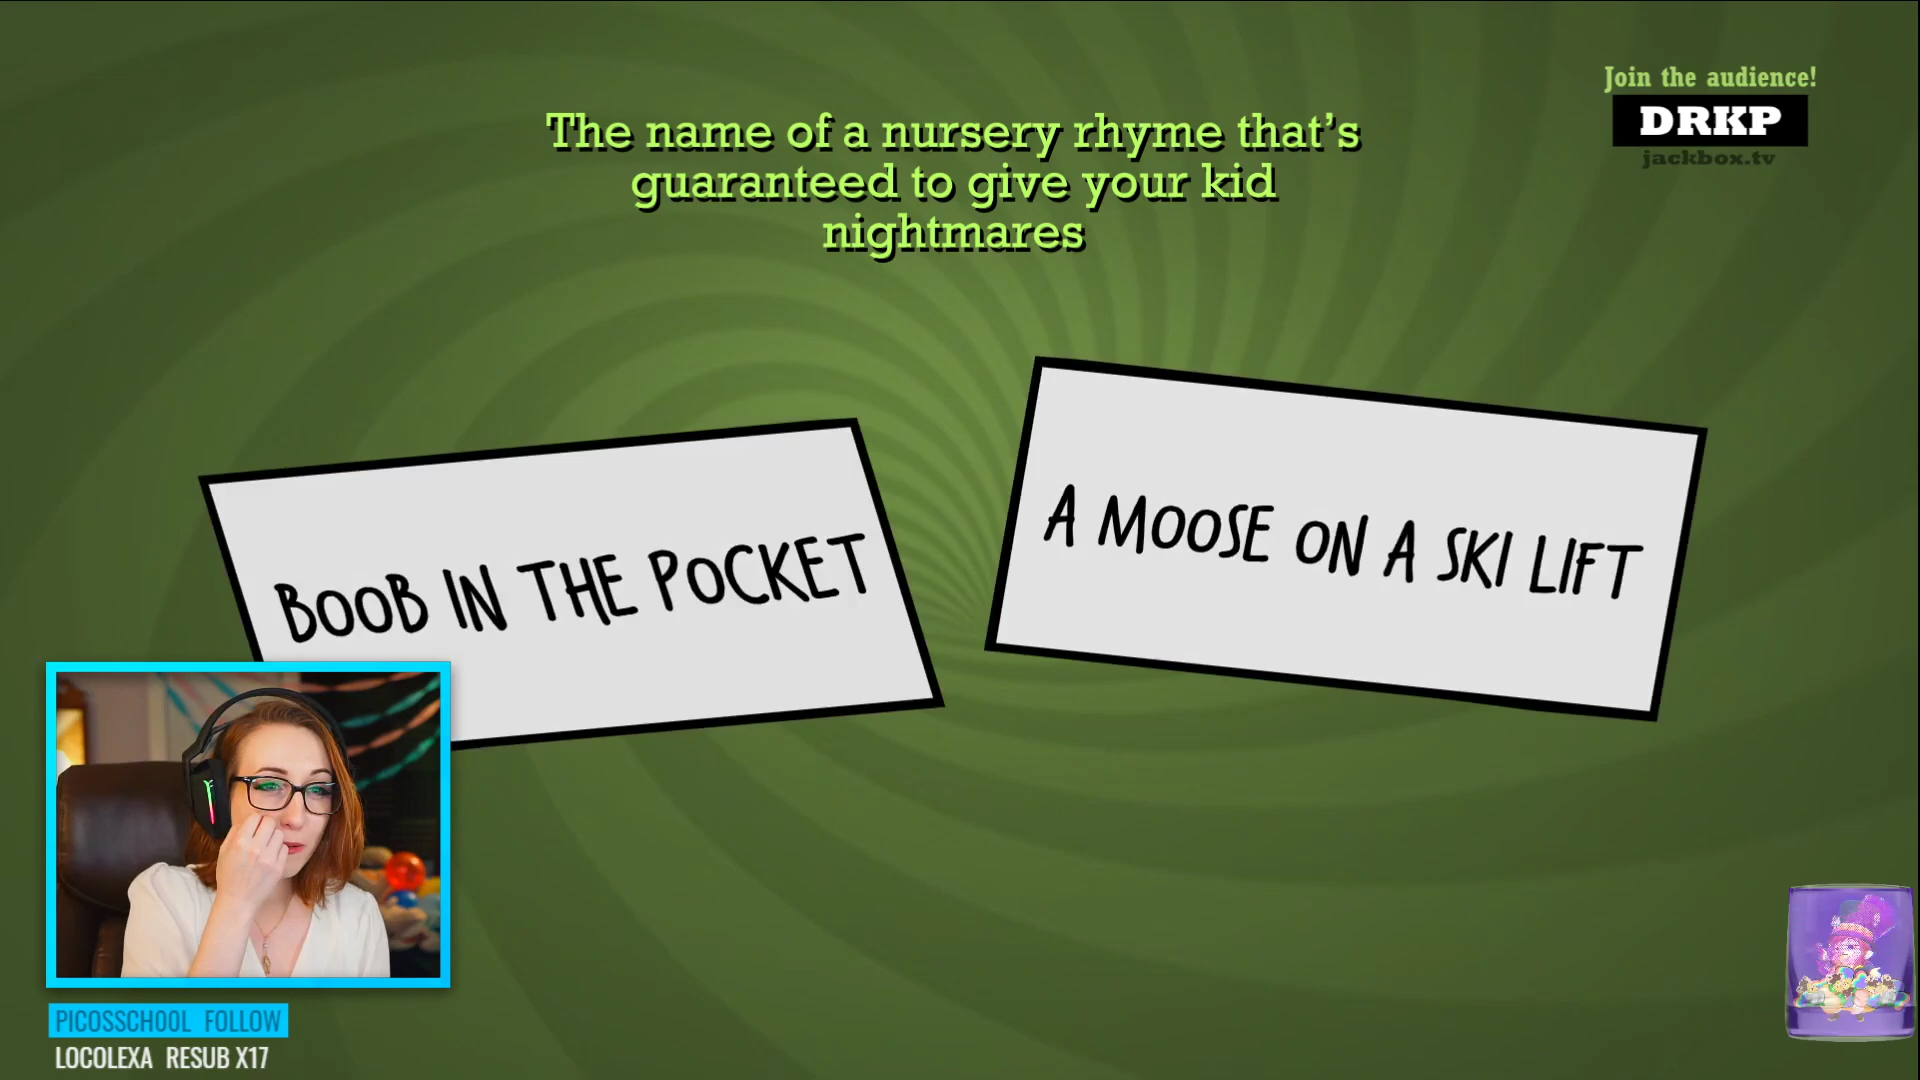 Join the audience!
DRKP
jackbox.tv
The name of a nursery rhyme that's
guaranteed to give your kid
nightmares
BOOB IN THE POCKET
A MOOSE ON A SKI LIFT
PICOSSCHOOL FOLLOW
LOCOLEXA RESUB X17